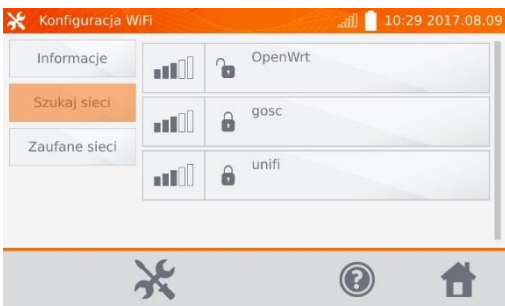 Konfiguracja WiFi
10:29 2017.08.09
Informacje
Szukaj sieci
Zaufane sieci
OpenWrt
gosc
unifi